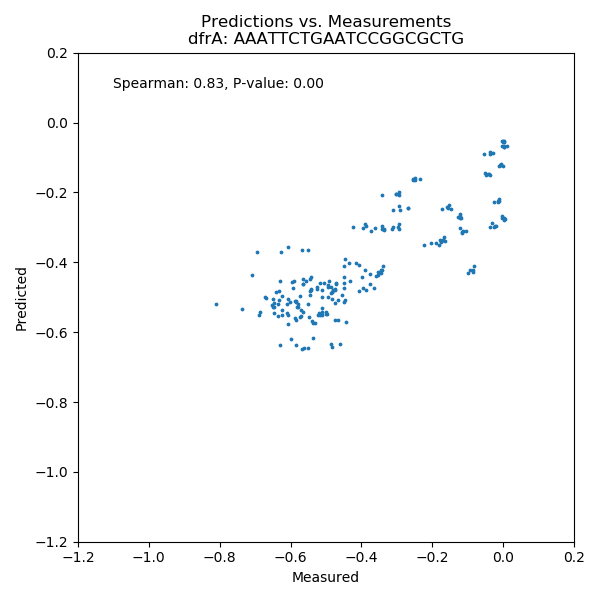 Predictions vs. Measurements
dfrA: AAATTCTGAATCCGGCGCTG
Spearman: 0.83, P-value: 0.00
0.2
0.0
−0.2
−0.4
−0.6
−0.8
−1.0
−1.2
Predicted
−1.2 −1.0 −0.8 −0.6 −0.4 −0.2 0.0 0.2
Measured